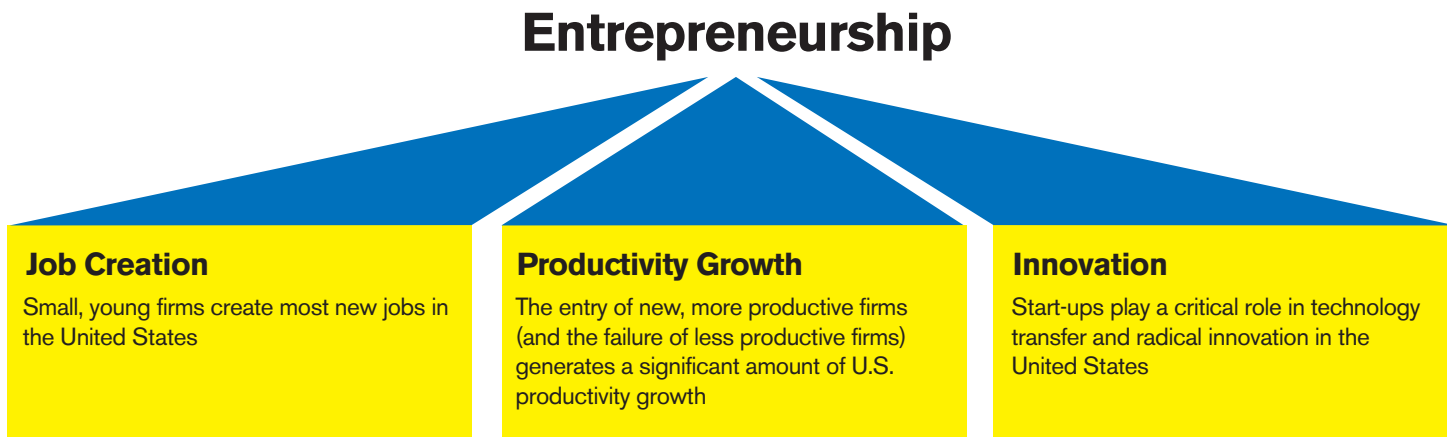 Entrepreneurship
Job Creation
Small, young firms create most new jobs in
the United States
Productivity Growth
The entry of new, more productive firms
(and the failure of less productive firms)
generates a significant amount of U.S.
productivity growth
Innovation
Start-ups play a critical role in technology
transfer and radical innovation in the
United States